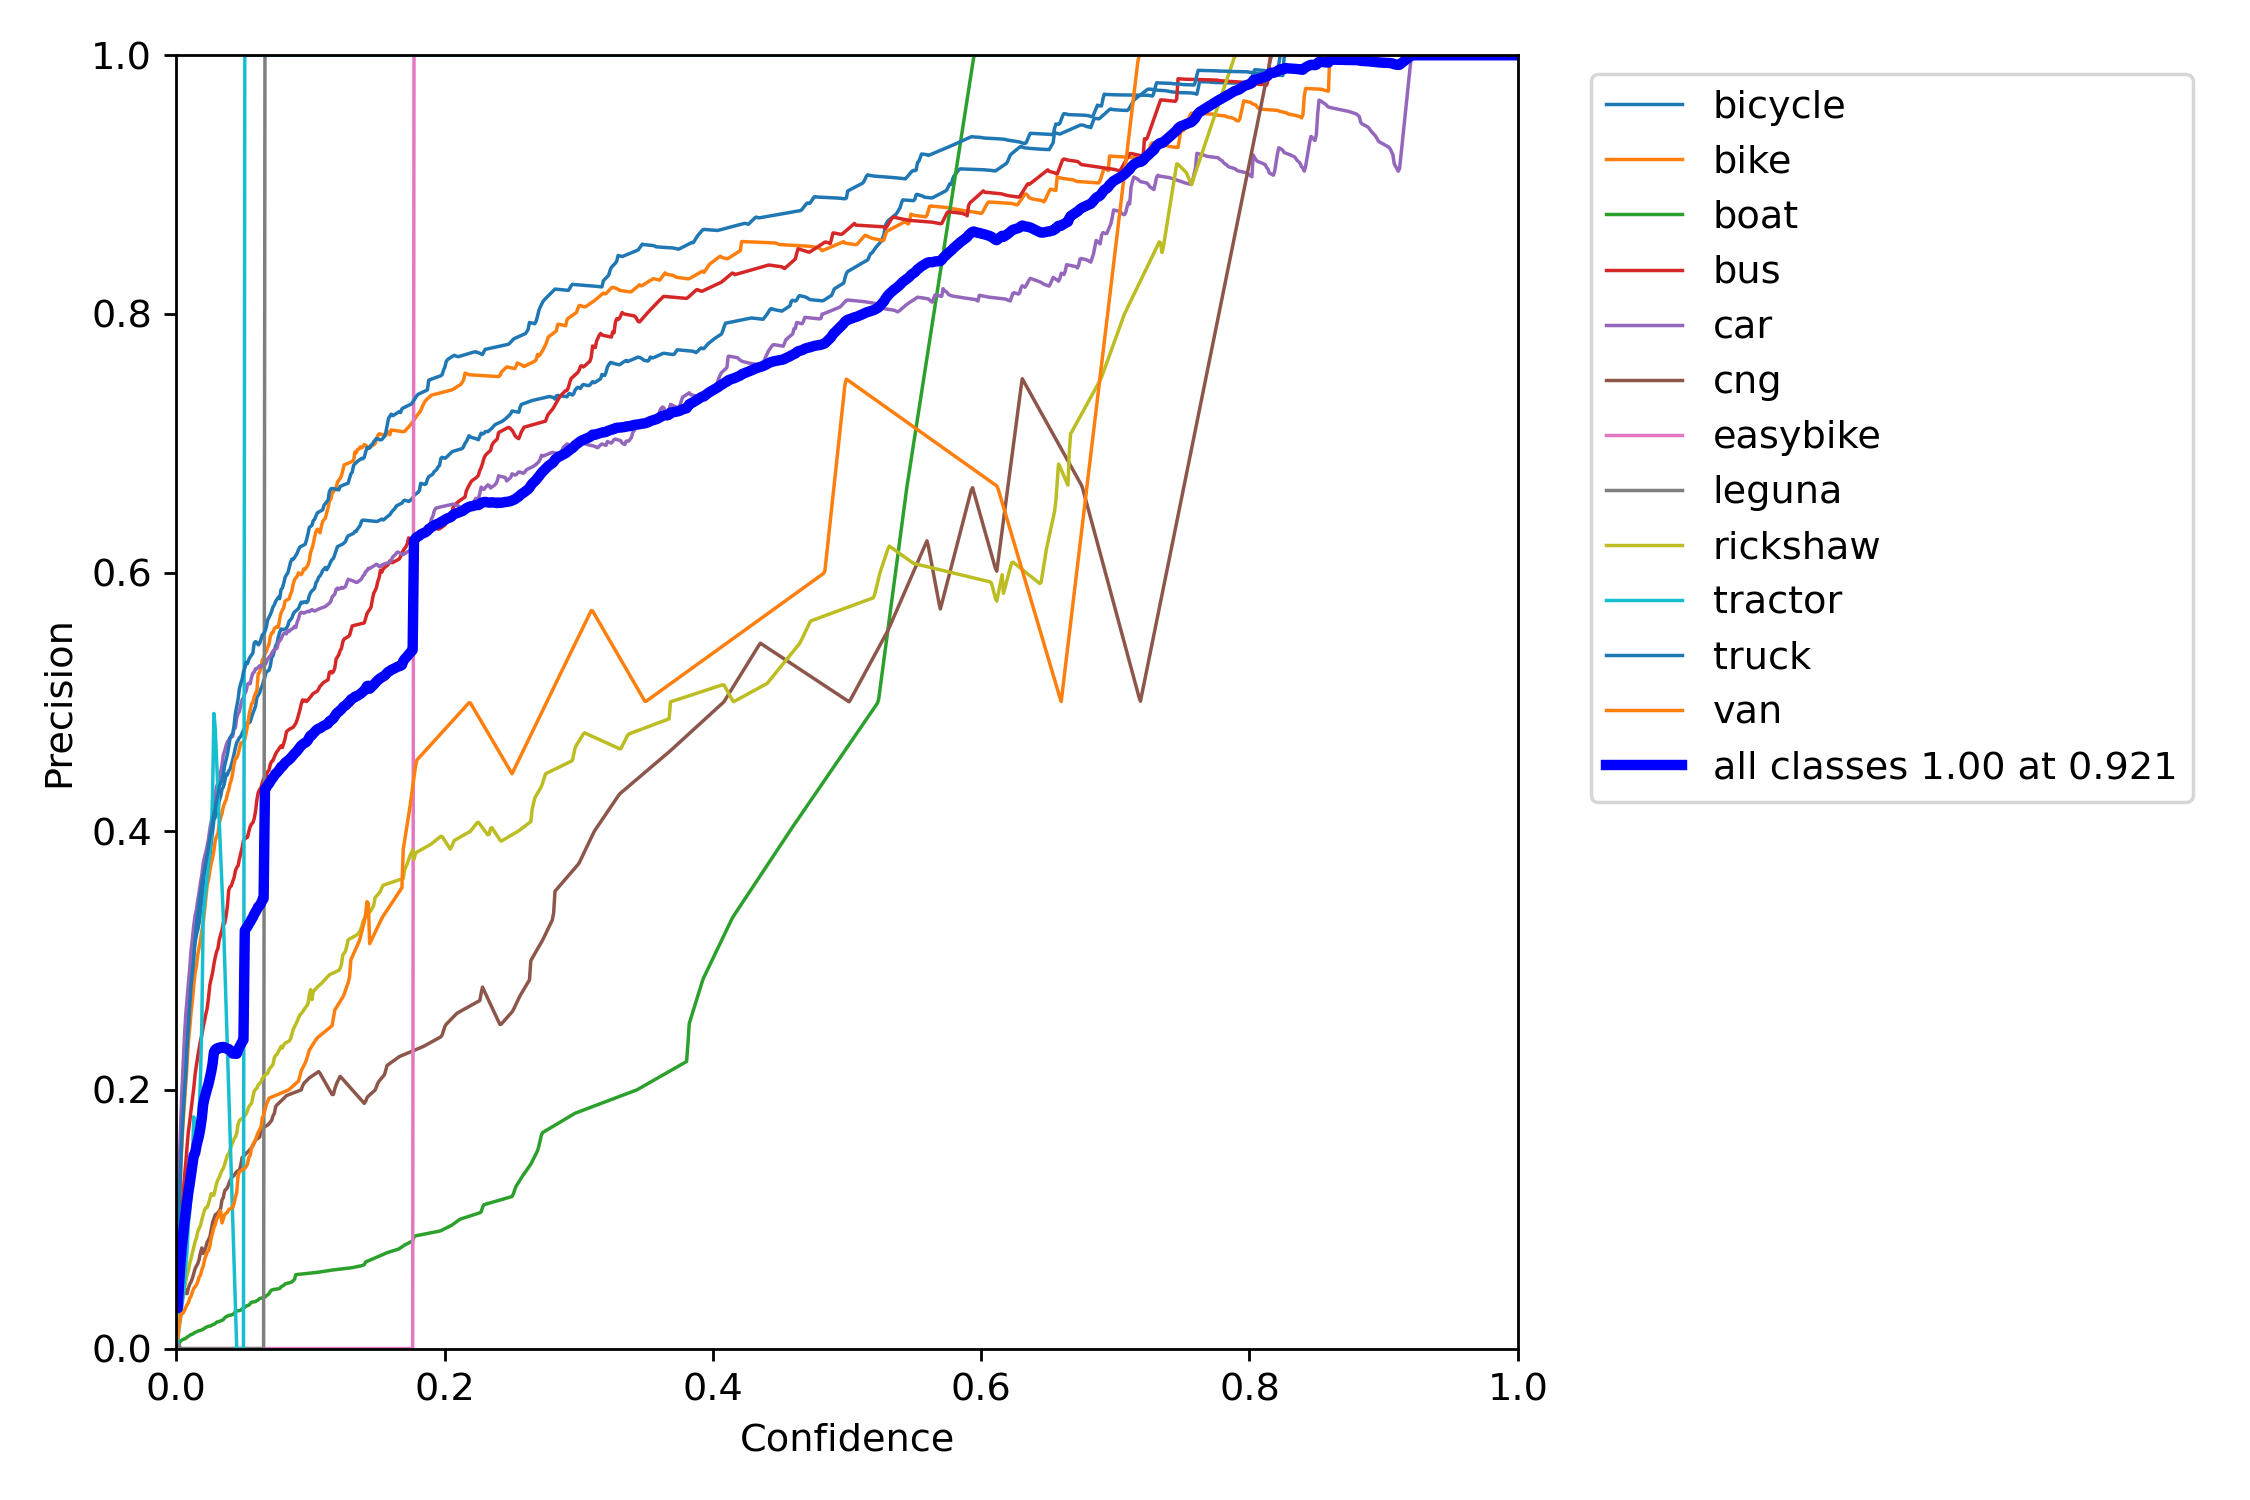 1.0
0.8
0.6
0.4
0.2
0.0
Precision
0.0 0.2 0.4 0.6 0.8 1.0
Confidence
bicycle
bike
boat
bus
car
cng
easybike
leguna
rickshaw
tractor
truck
van
all classes 1.00 at 0.921